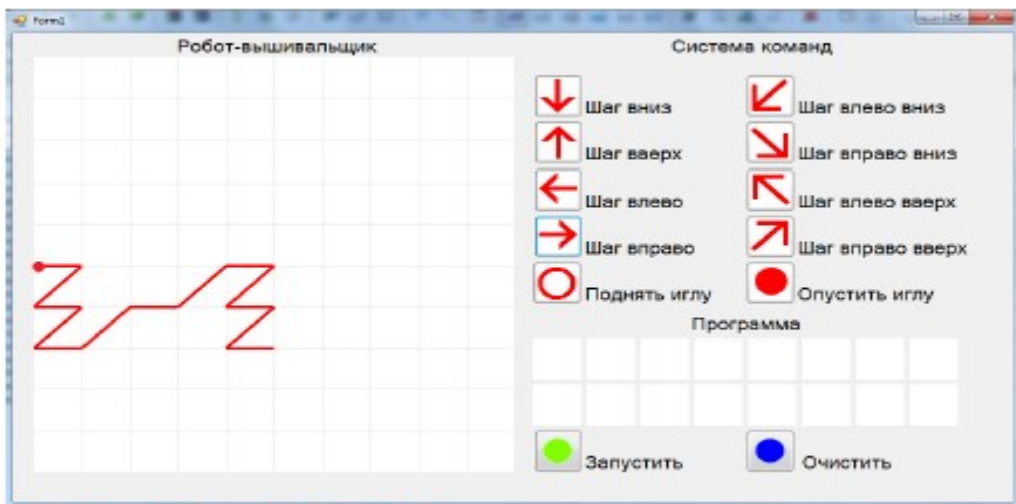 Form1
Робот-вышивальщик
Система команд
Шаг вниз
Шаг влево вниз
Шаг вверх
Шаг вправо вниз
Шаг влево
Шаг влево вверх
Шаг вправо
Шаг вправо вверх
Поднять иглу
Опустить иглу
Программа
Запустить
Очистить